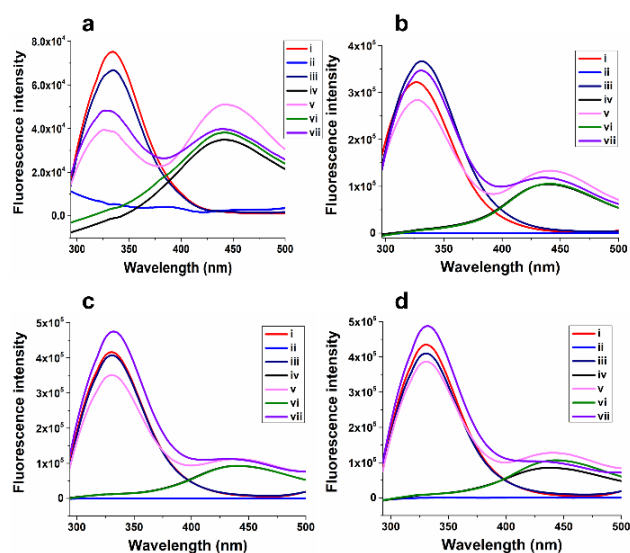 a
Fluorescence intensity
8.0x10⁴
6.0x10⁴
4.0x10⁴
2.0x10⁴
0.0
300
350
400
450
500
Wavelength (nm)
i
ii
iii
iv
v
vi
vii
b
Fluorescence intensity
4x10⁵
3x10⁵
2x10⁵
1x10⁵
0
300
350
400
450
500
Wavelength (nm)
i
ii
iii
iv
v
vi
vii
c
Fluorescence intensity
5x10⁵
4x10⁵
3x10⁵
2x10⁵
1x10⁵
0
300
350
400
450
500
Wavelength (nm)
i
ii
iii
iv
v
vi
vii
d
Fluorescence intensity
5x10⁵
4x10⁵
3x10⁵
2x10⁵
1x10⁵
0
300
350
400
450
500
Wavelength (nm)
i
ii
iii
iv
v
vi
vii